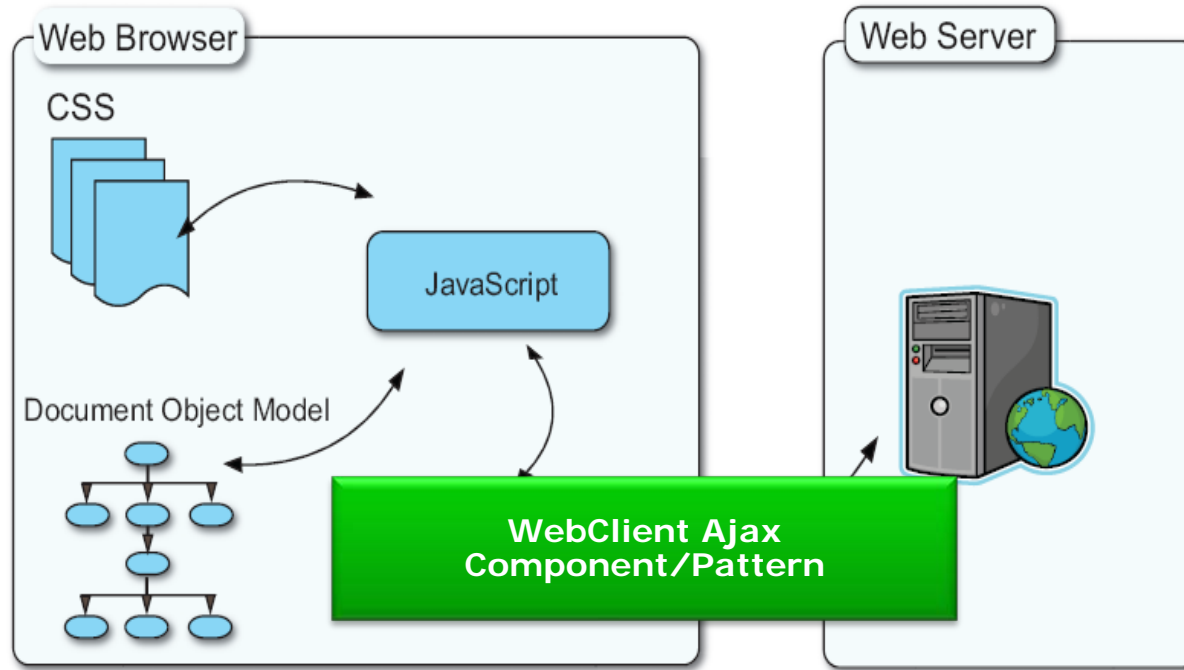 Web Browser
Web Server
CSS
JavaScript
Document Object Model
WebClient Ajax
Component/Pattern